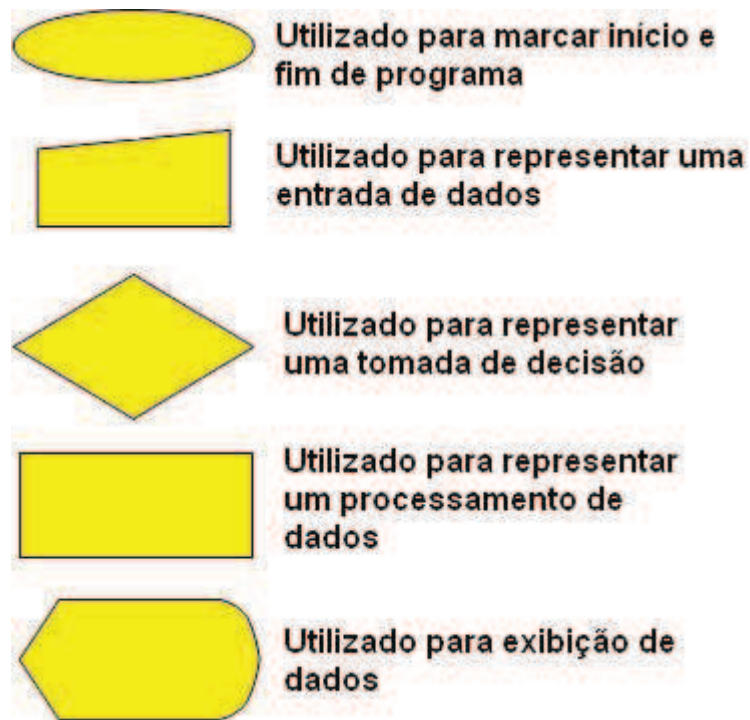 Utilizado para marcar início e
fim de programa
Utilizado para representar uma
entrada de dados
Utilizado para representar
uma tomada de decisão
Utilizado para representar
um processamento de
dados
Utilizado para exibição de
dados